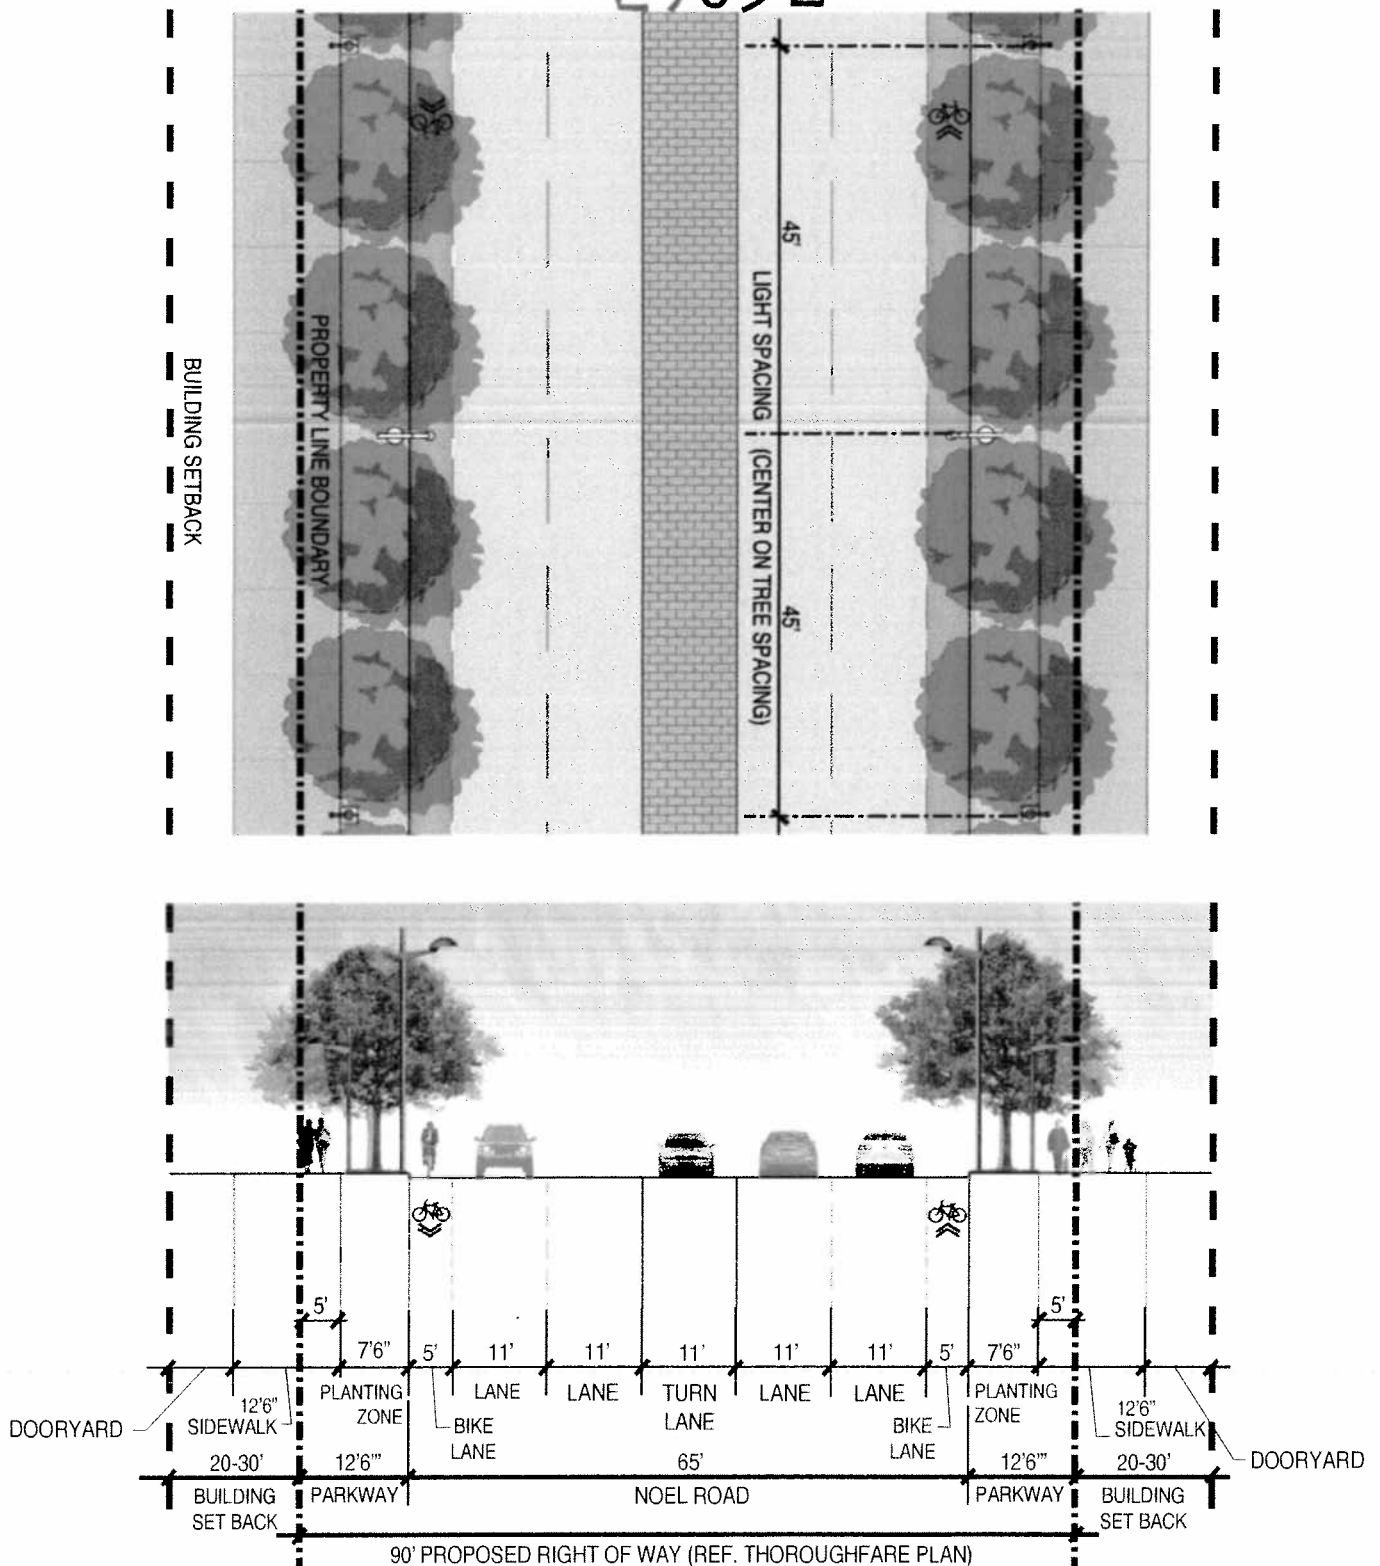 45'
LIGHT SPACING (CENTER ON TREE SPACING)
45'
PROPERTY LINE BOUNDARY
BUILDING SETBACK
5' 5'
7'6" 5' 11' 11' 11' 11' 11' 5' 7'6"
PLANTING ZONE
LANE
LANE
TURN LANE
LANE
LANE
PLANTING ZONE
DOORYARD
12'6" SIDEWALK
BIKE LANE
BIKE LANE
12'6" SIDEWALK
DOORYARD
20-30' 12'6'" 65' 12'6'" 20-30'
BUILDING SET BACK
PARKWAY
NOEL ROAD
PARKWAY
BUILDING SET BACK
90' PROPOSED RIGHT OF WAY (REF. THOROUGHFARE PLAN)